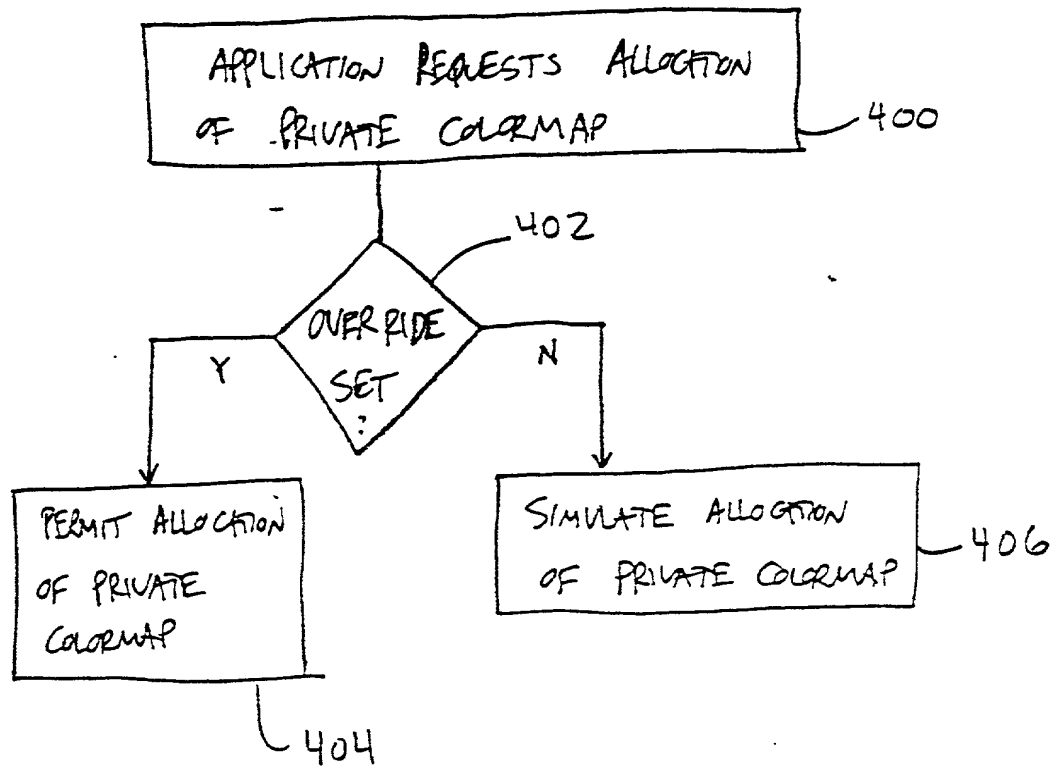 APPLICATION REQUESTS ALLOCATION
OF PRIVATE COLORMAP
400
402
OVERRIDE
SET
?
Y
N
PERMIT ALLOCATION
OF PRIVATE
COLORMAP
404
SIMULATE ALLOCATION
OF PRIVATE COLORMAP
406